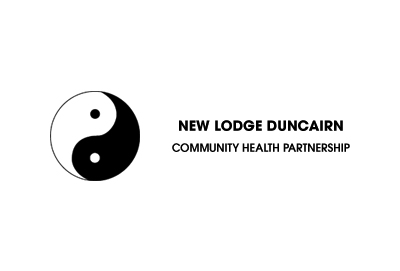 NEW LODGE DUNCAIRN
COMMUNITY HEALTH PARTNERSHIP